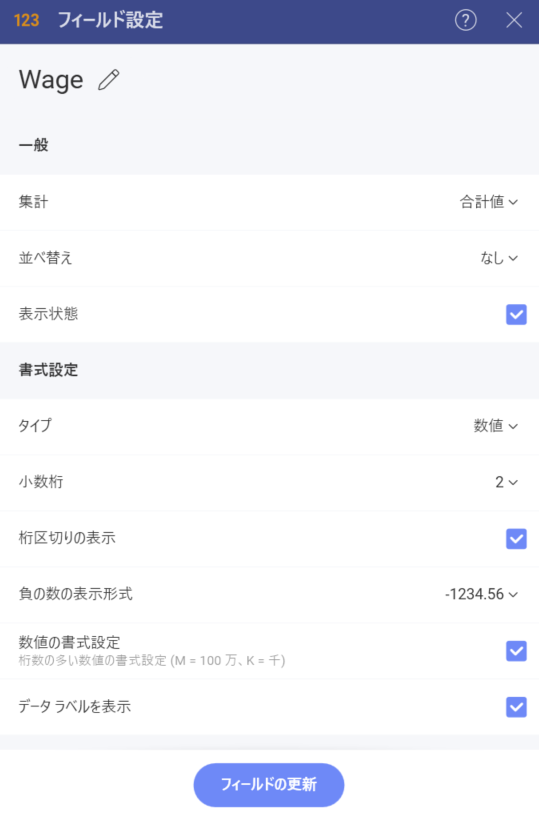 123 フィールド設定
Wage
一般
集計 合計値
並べ替え なし
表示状態
書式設定
タイプ 数値
小数桁 2
桁区切りの表示
負の数の表示形式 -1234.56
数値の書式設定
桁数の多い数値の書式設定 (M = 100 万、K = 千)
データ ラベルを表示
フィールドの更新